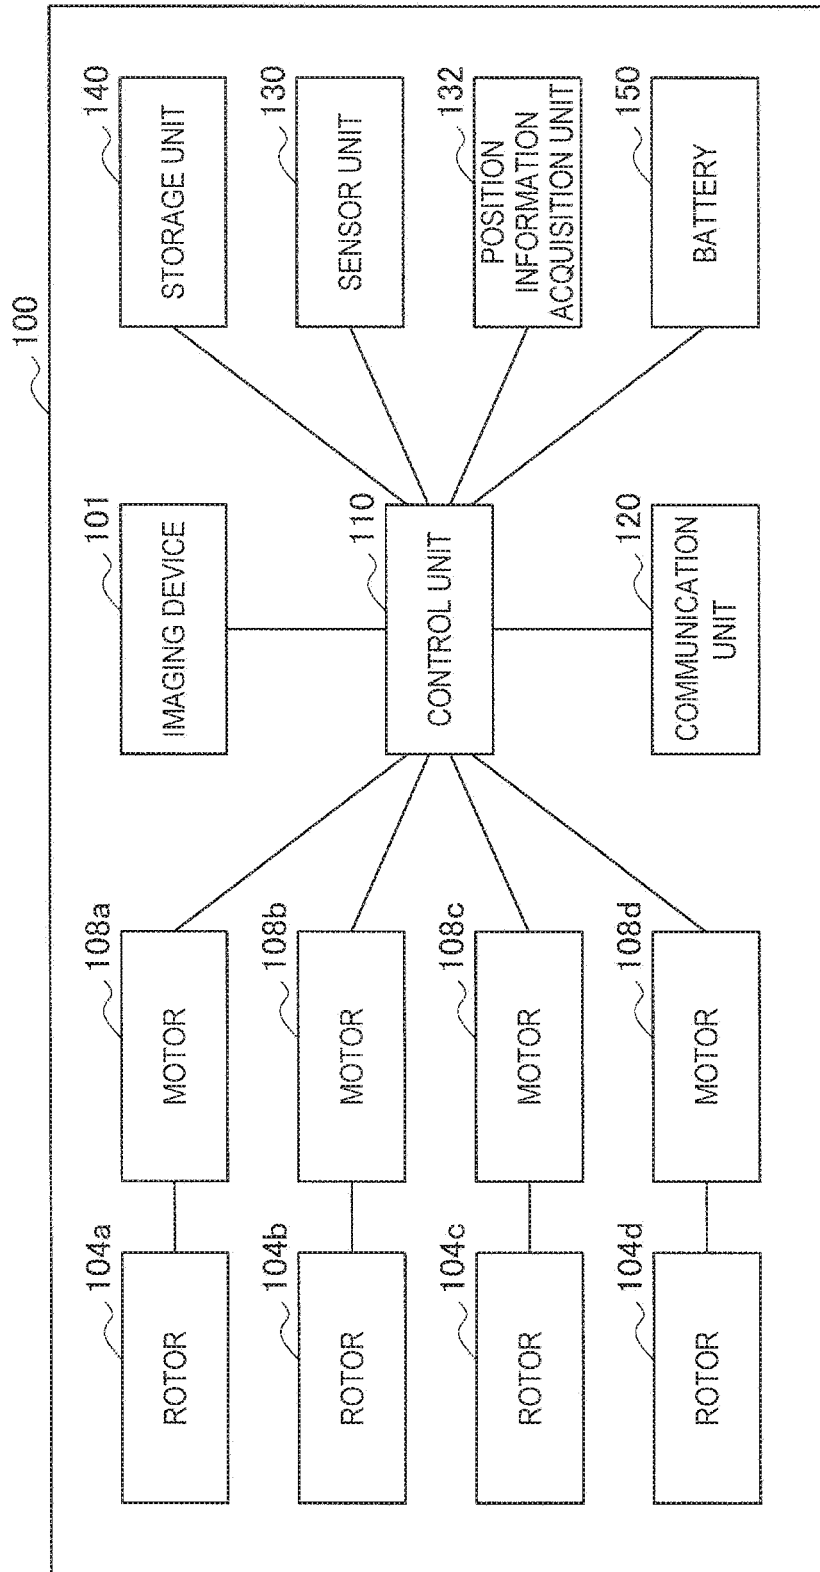 100
104a
ROTOR
108a
MOTOR
101
IMAGING DEVICE
140
STORAGE UNIT
104b
ROTOR
108b
MOTOR
110
CONTROL UNIT
130
SENSOR UNIT
104c
ROTOR
108c
MOTOR
132
POSITION
INFORMATION
ACQUISITION UNIT
104d
ROTOR
108d
MOTOR
120
COMMUNICATION
UNIT
150
BATTERY